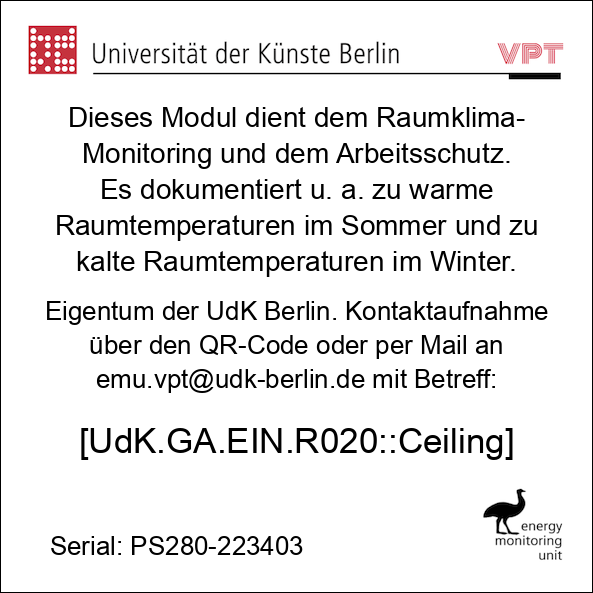 Universität der Künste Berlin
VPT
Dieses Modul dient dem Raumklima-
Monitoring und dem Arbeitsschutz.
Es dokumentiert u. a. zu warme
Raumtemperaturen im Sommer und zu
kalte Raumtemperaturen im Winter.
Eigentum der UdK Berlin. Kontaktaufnahme
über den QR-Code oder per Mail an
emu.vpt@udk-berlin.de mit Betreff:
[UdK.GA.EIN.R020::Ceiling]
energy
monitoring
unit
Serial: PS280-223403